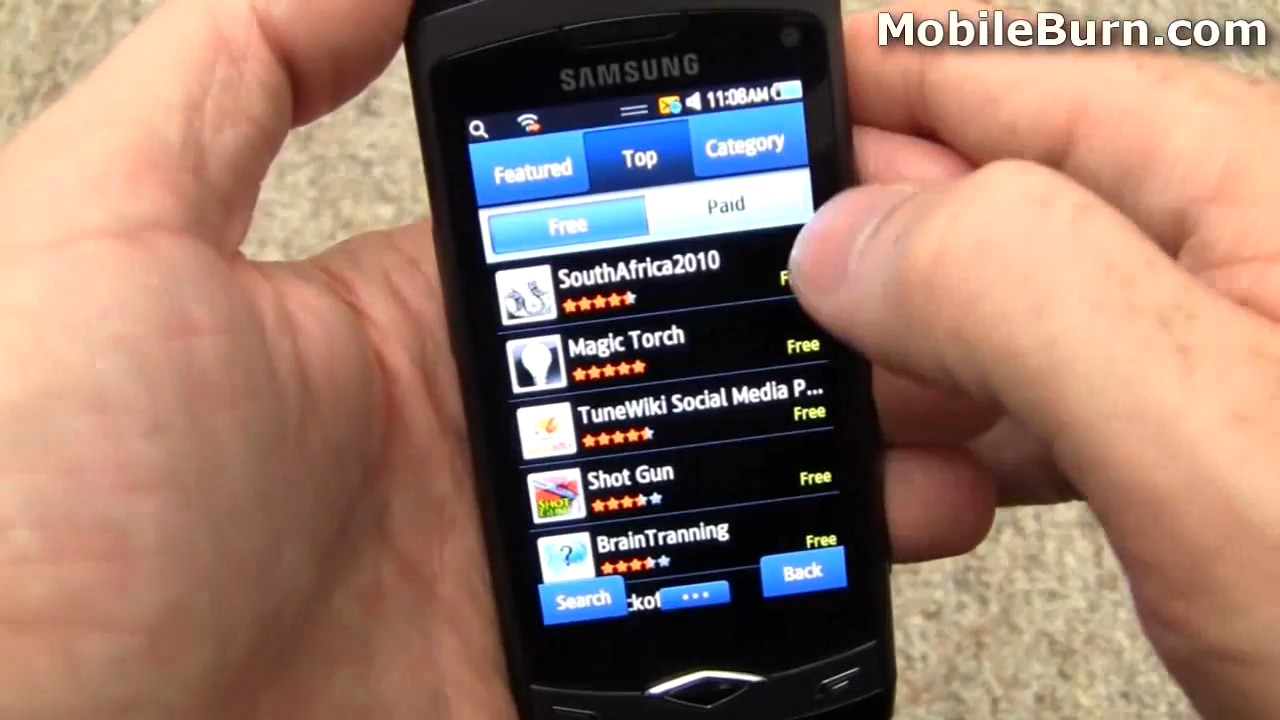 MobileBurn.com
SAMSUNG
11:08AM
Featured Top Category
Free Paid
SouthAfrica2010
Magic Torch
Free
TuneWiki Social Media P...
Free
Shot Gun
Free
SHOT
BrainTranning
Free
Search ... Back